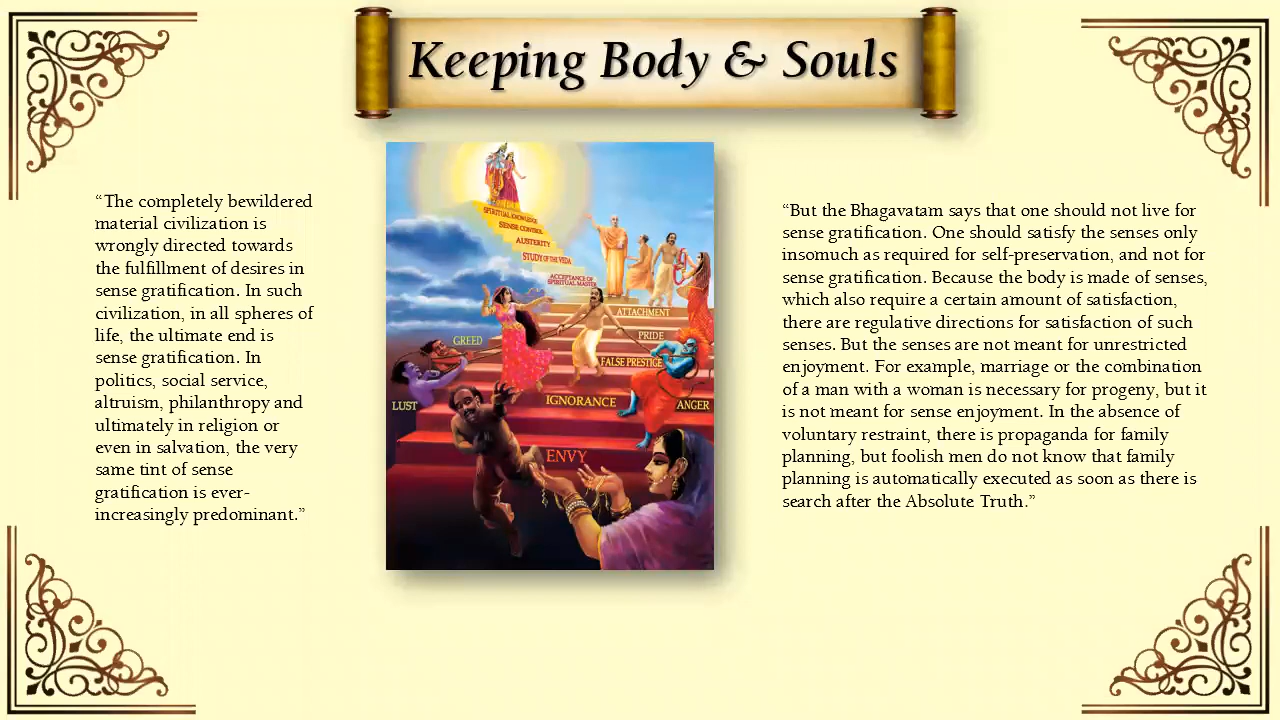 Keeping Body & Souls
“The completely bewildered
material civilization is
wrongly directed towards
the fulfillment of desires in
sense gratification. In such
civilization, in all spheres of
life, the ultimate end is
sense gratification. In
politics, social service,
altruism, philanthropy and
ultimately in religion or
even in salvation, the very
same tint of sense
gratification is ever-
increasingly predominant.”
SPIRITUAL KNOWLEDGE
SENSE CONTROL
AUSTERITY
STUDY OF THE VEDA
ACCEPTANCE OF
SPIRITUAL MASTER
ATTACHMENT
PRIDE
GREED
FALSE PRESTIGE
LUST
IGNORANCE
ANGER
ENVY
“But the Bhagavatam says that one should not live for
sense gratification. One should satisfy the senses only
insomuch as required for self-preservation, and not for
sense gratification. Because the body is made of senses,
which also require a certain amount of satisfaction,
there are regulative directions for satisfaction of such
senses. But the senses are not meant for unrestricted
enjoyment. For example, marriage or the combination
of a man with a woman is necessary for progeny, but it
is not meant for sense enjoyment. In the absence of
voluntary restraint, there is propaganda for family
planning, but foolish men do not know that family
planning is automatically executed as soon as there is
search after the Absolute Truth.”